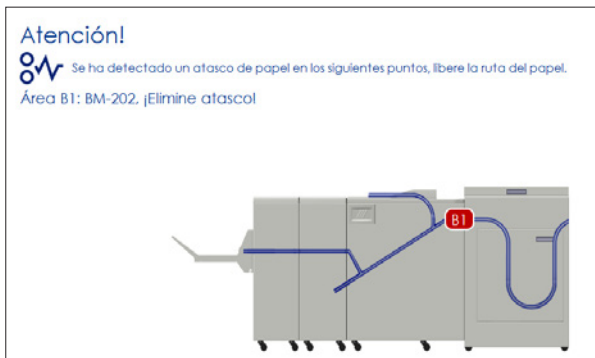 Atención!
Se ha detectado un atasco de papel en los siguientes puntos, libere la ruta del papel.
Área B1: BM-202, ¡Elimine atasco!
B1